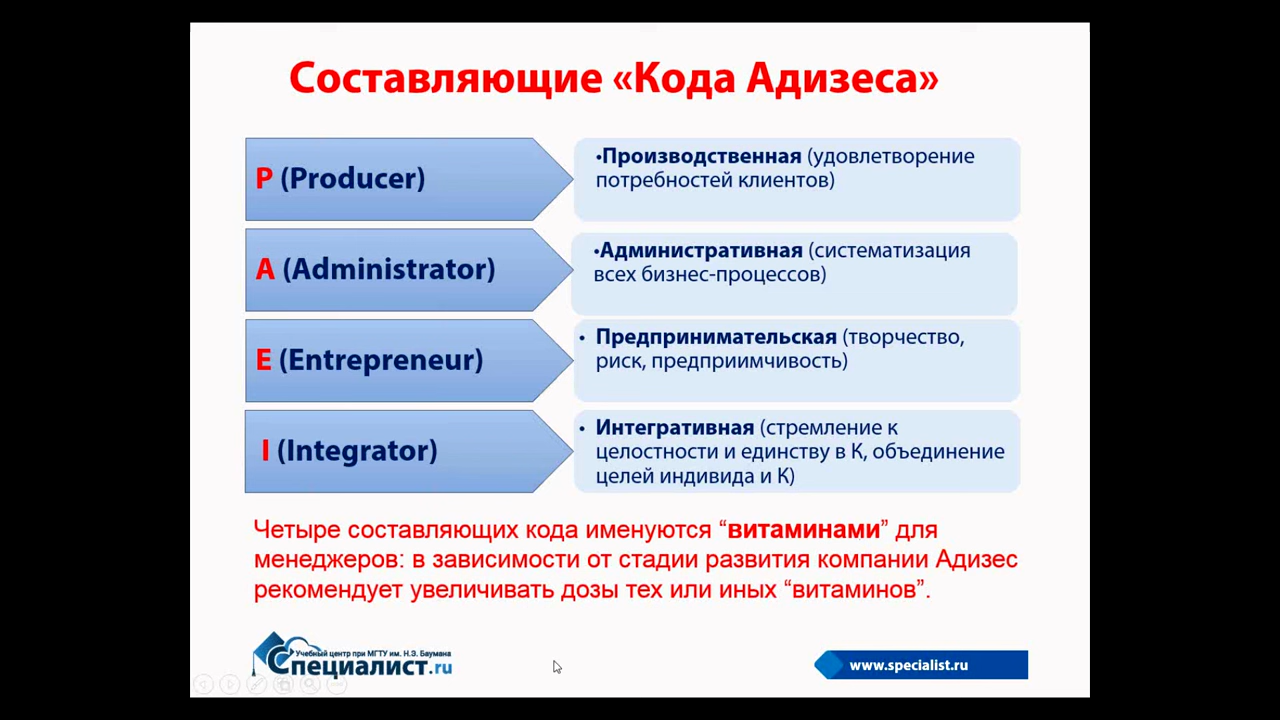 Составляющие «Кода Адизеса»
P (Producer)
•Производственная (удовлетворение
потребностей клиентов)
A (Administrator)
•Административная (систематизация
всех бизнес-процессов)
E (Entrepreneur)
• Предпринимательская (творчество,
риск, предприимчивость)
I (Integrator)
• Интегративная (стремление к
целостности и единству в К, объединение
целей индивида и К)
Четыре составляющих кода именуются “витаминами” для
менеджеров: в зависимости от стадии развития компании Адизес
рекомендует увеличивать дозы тех или иных “витаминов”.
Учебный центр при МГТУ им. Н.Э. Баумана
Специалист.ru
www.specialist.ru